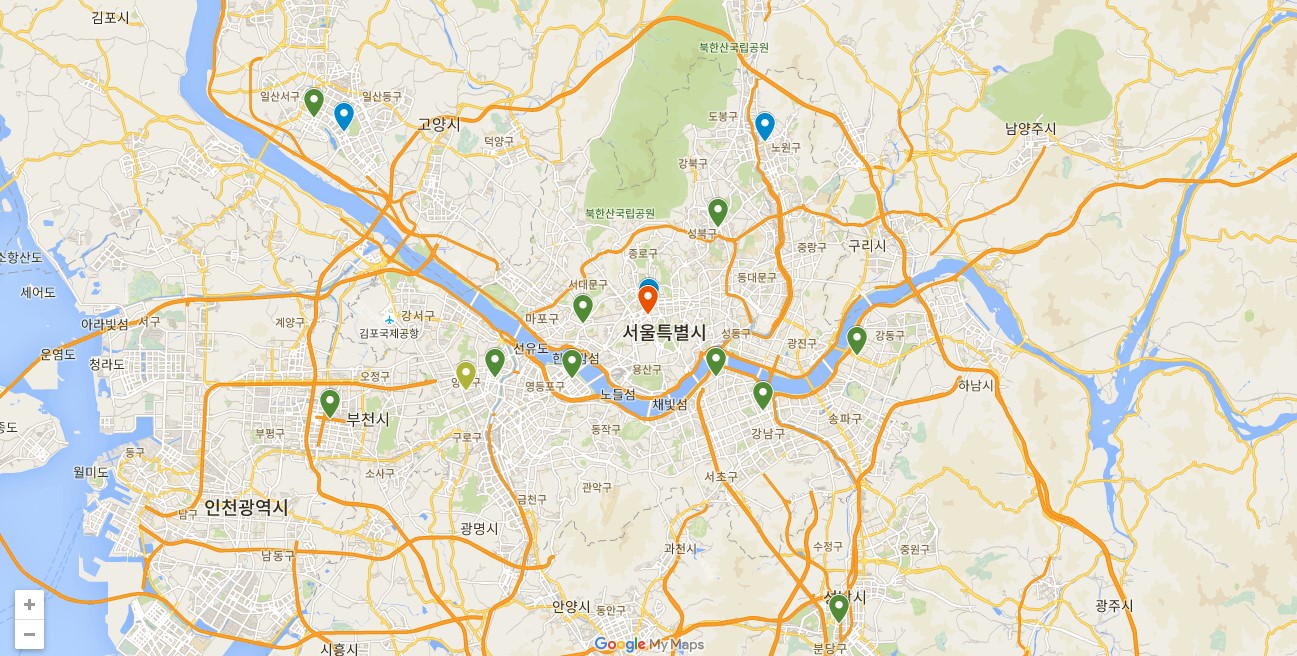 김포시
북한산국립공원
일산서구
일산동구
고양시
도봉구
남양주시
덕양구
노원구
강북구
북한산국립공원
성북구
중랑구
구리시
종로구
소항산도
동대문구
서대문구
세어도
강서구
마포구
아라빛섬
서구
계양구
김포국제공항
서울특별시
성동구
강동구
광진구
선유도
운염도
청라도
오정구
영등포구
용산구
하남시
노들섬
채빛섬
부천시
송파구
동작구
강남구
부평구
구로구
동구
월미도
소사구
서초구
관악구
금천구
인천광역시
남구
광명시
남동구
과천시
수정구
중원구
안양시
동안구
광주시
분당구
시흥시
+
−
Google My Maps